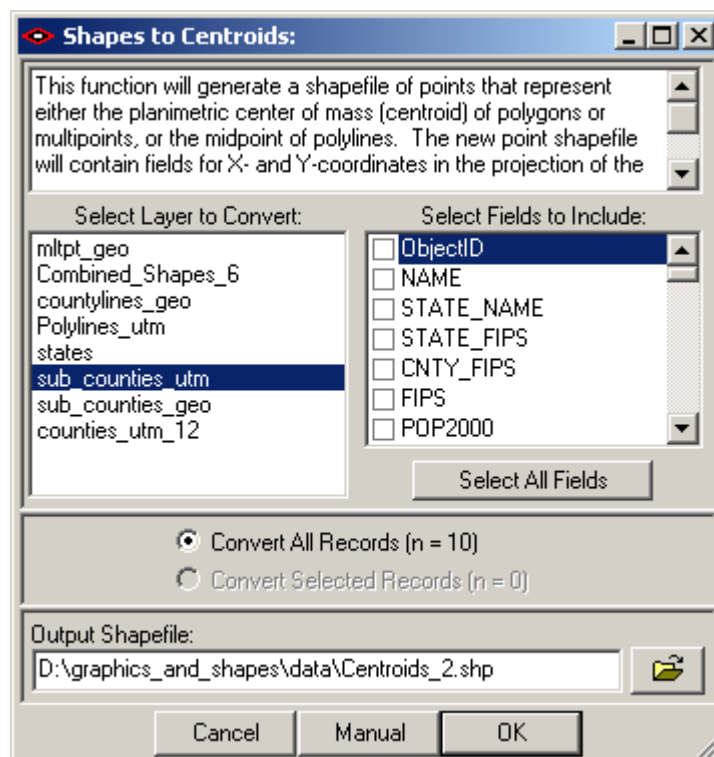 Shapes to Centroids:
This function will generate a shapefile of points that represent
either the planimetric center of mass (centroid) of polygons or
multipoints, or the midpoint of polylines.  The new point shapefile
will contain fields for X- and Y-coordinates in the projection of the
Select Layer to Convert:
mltpt_geo
Combined_Shapes_6
countylines_geo
Polylines_utm
states
sub_counties_utm
sub_counties_geo
counties_utm_12
Select Fields to Include:
ObjectID
NAME
STATE_NAME
STATE_FIPS
CNTY_FIPS
FIPS
POP2000
Select All Fields
Convert All Records (n = 10)
Convert Selected Records (n = 0)
Output Shapefile:
D:\graphics_and_shapes\data\Centroids_2.shp
Cancel
Manual
OK